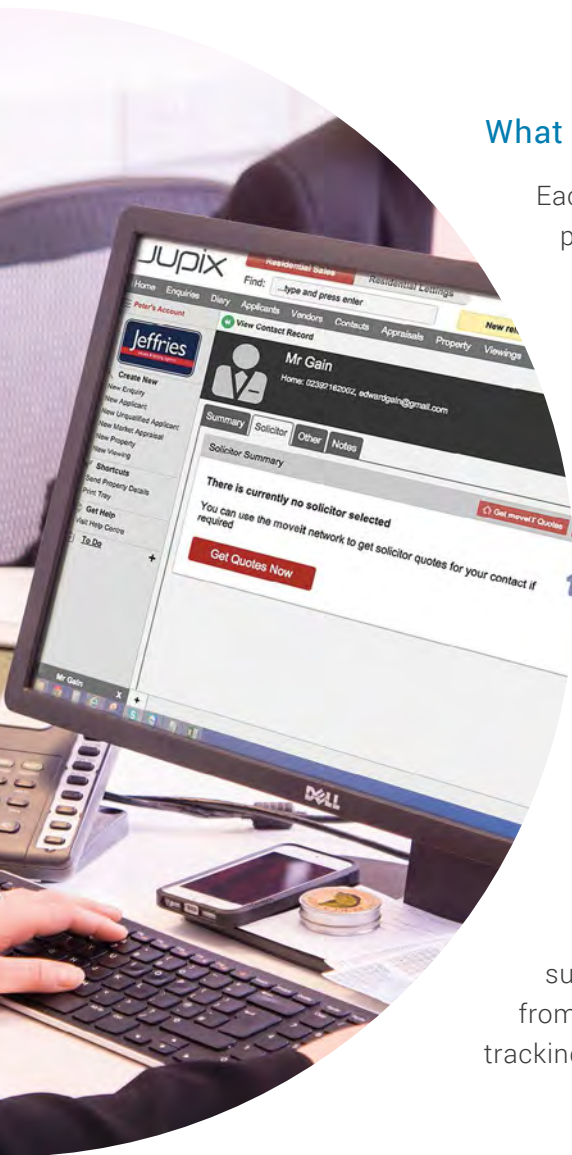 What
Eac
p
JUPIX
Residential Sales
Residential Lettings
Find: ...type and press enter
Home Enquiries Diary Applicants Vendors Contacts Appraisals Property Viewings
Peter's Account
View Contact Record
Jeffries
Mr Gain
Home: 02392162002, edwardgain@gmail.com
Create New
New Enquiry
New Applicant
New Unqualified Applicant
New Market Appraisal
New Property
New Viewing
Shortcuts
Send Property Details
Print Tray
Get Help
Visit Help Centre
To Do
+
Summary Solicitor Other Notes
Solicitor Summary
Get moveIT Quotes
There is currently no solicitor selected
You can use the moveit network to get solicitor quotes for your contact if
required
Get Quotes Now
Mr Gain X +
DELL
su
from
tracking